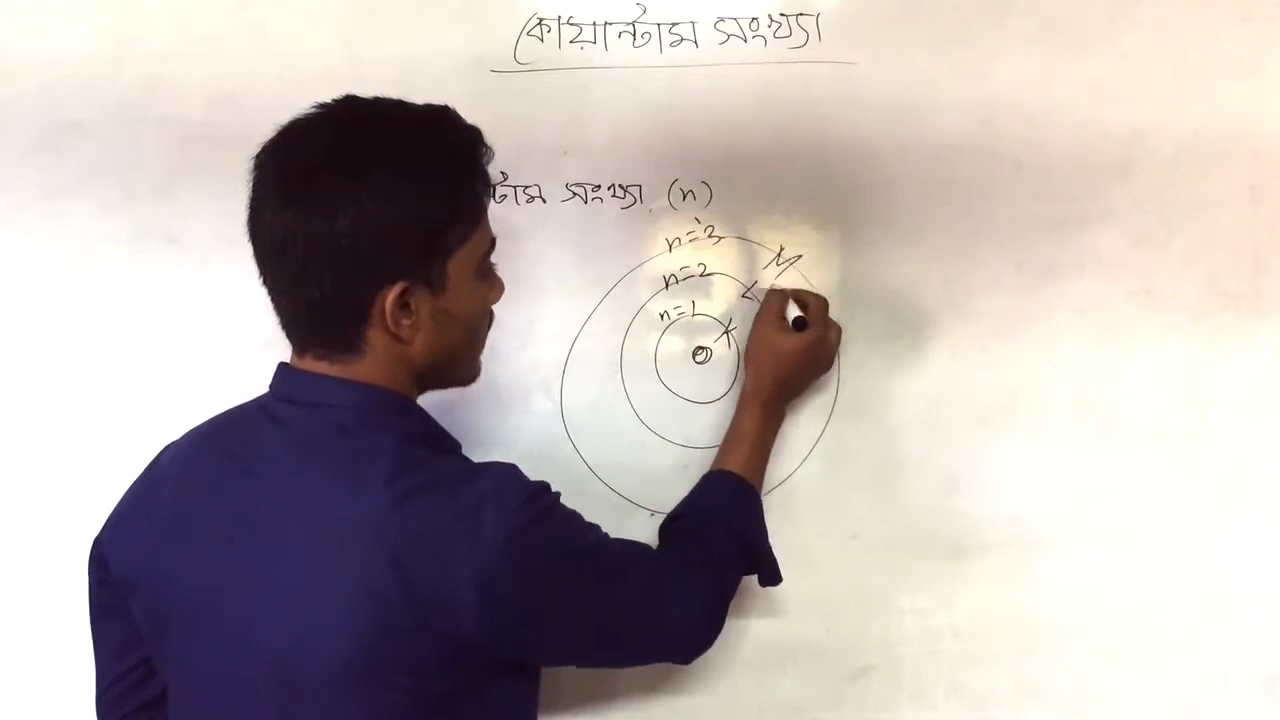 কোয়ান্টাম সংখ্যা
সংখ্যা (n)
n=3
n=2
n=1